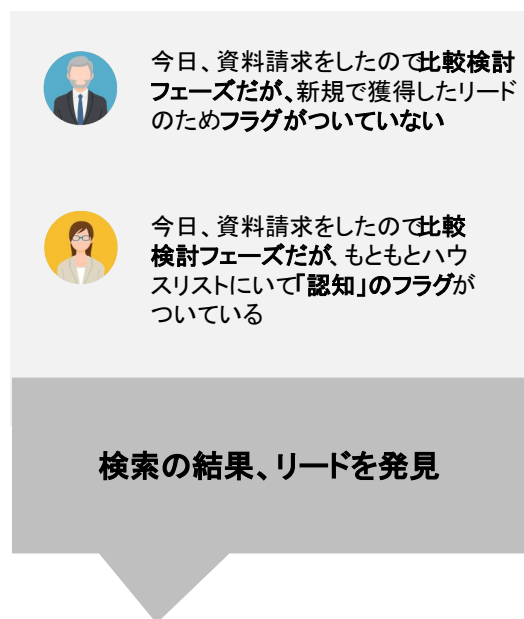 今日、資料請求をしたので比較検討
フェーズだが、新規で獲得したリード
のためフラグがついていない
今日、資料請求をしたので比較
検討フェーズだが、もともとハウ
スリストにいて「認知」のフラグが
ついている
検索の結果、リードを発見